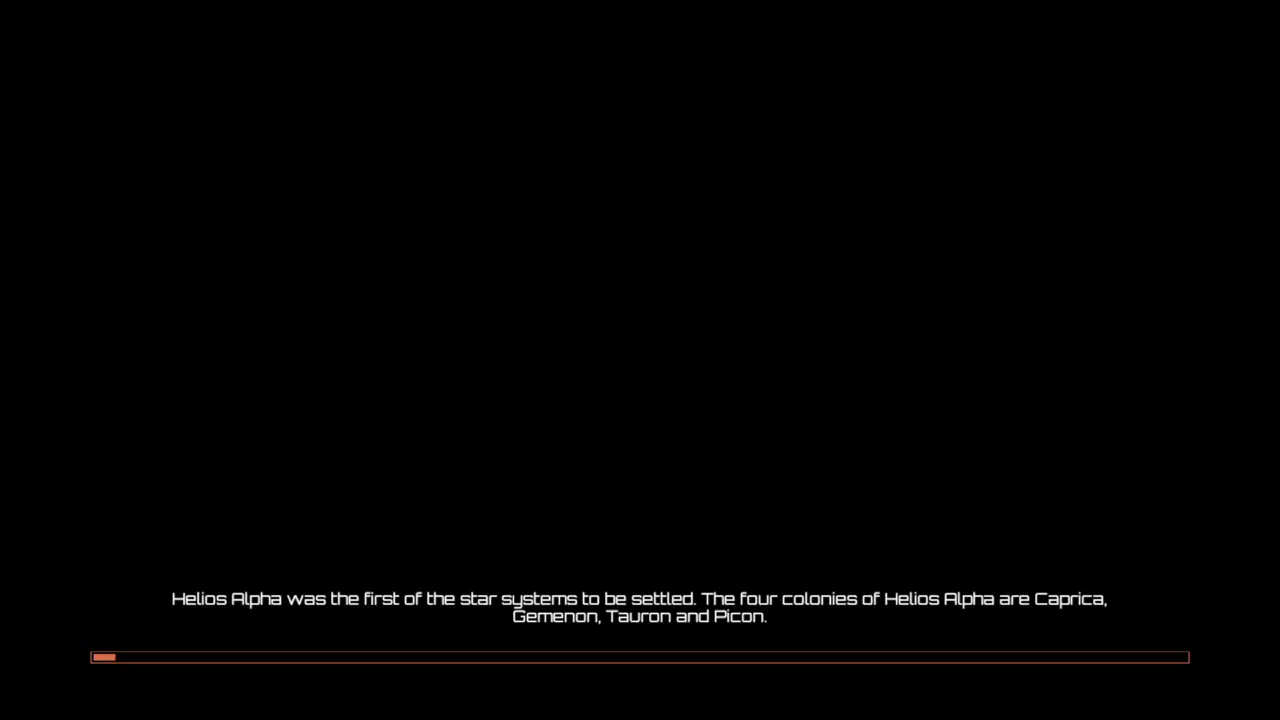 Helios Alpha was the first of the star systems to be settled. The four colonies of Helios Alpha are Caprica,
Gemenon, Tauron and Picon.